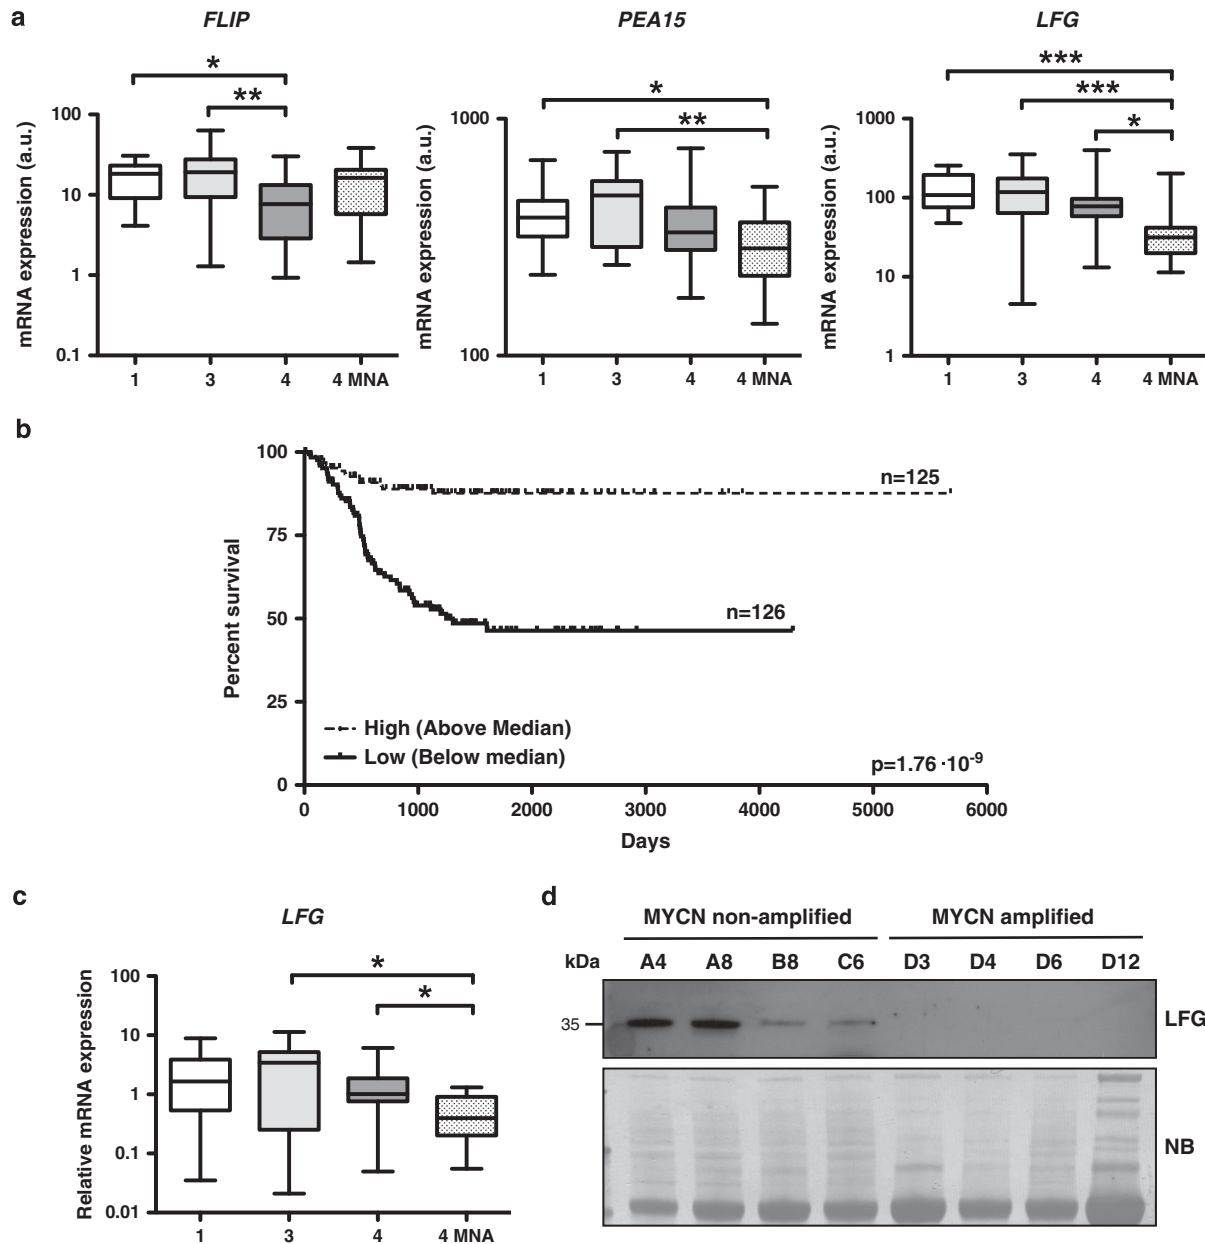 a
FLIP
PEA15
LFG
mRNA expression (a.u.)
100
10
1
0.1
*
**
1 3 4 4 MNA
mRNA expression (a.u.)
1000
100
*
**
1 3 4 4 MNA
mRNA expression (a.u.)
1000
100
10
1
***
***
*
1 3 4 4 MNA
b
Percent survival
100
75
50
25
0
n=125
n=126
High (Above Median)
Low (Below median)
p=1.76·10-9
0 1000 2000 3000 4000 5000 6000
Days
c
LFG
Relative mRNA expression
100
10
1
0.1
0.01
*
*
1 3 4 4 MNA
d
MYCN non-amplified MYCN amplified
kDa A4 A8 B8 C6 D3 D4 D6 D12
35
LFG
NB